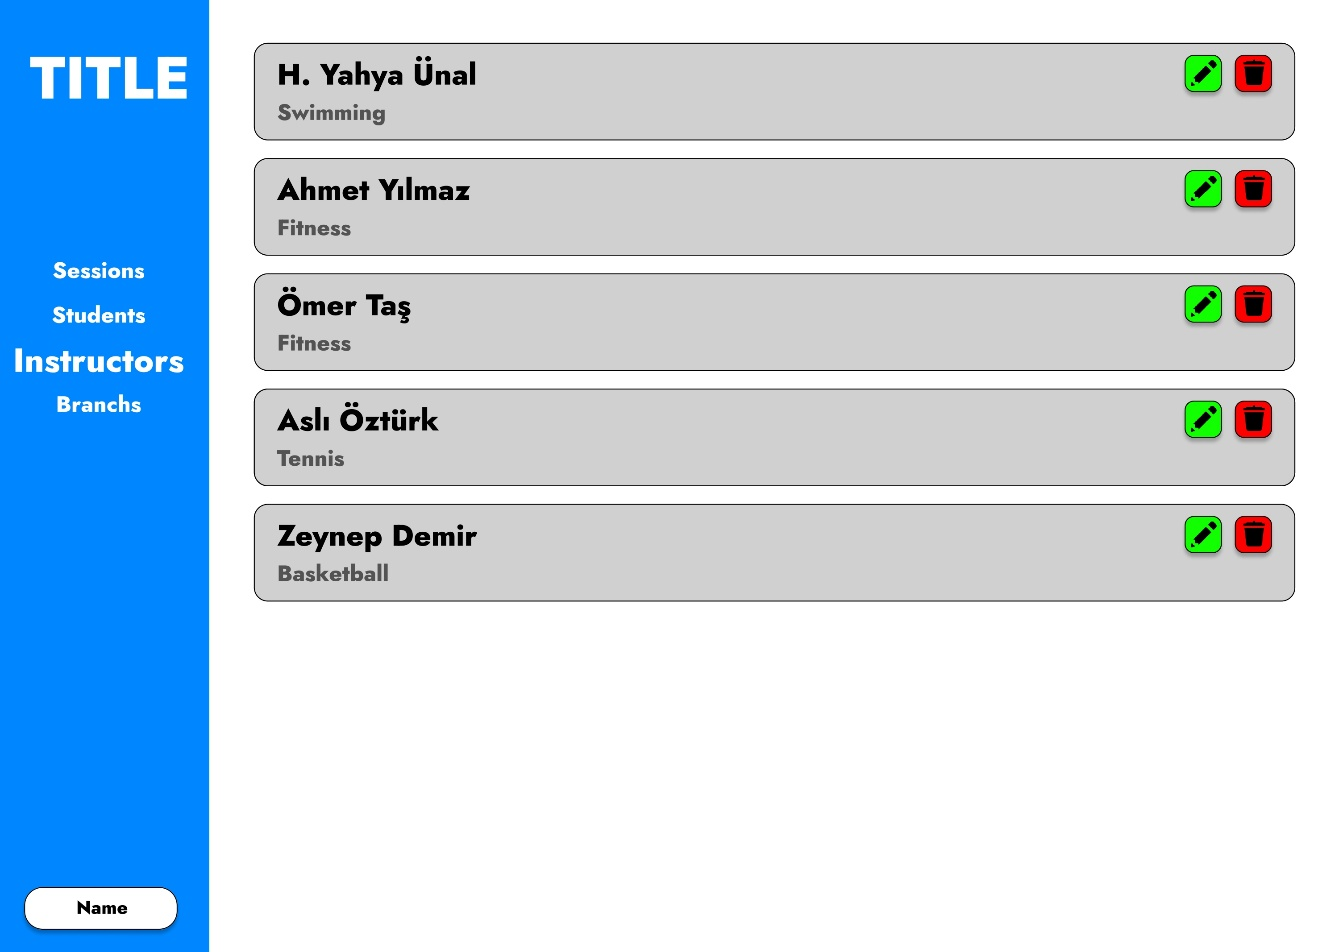 TITLE
Sessions
Students
Instructors
Branchs
Name
H. Yahya Ünal
Swimming
Ahmet Yılmaz
Fitness
Ömer Taş
Fitness
Aslı Öztürk
Tennis
Zeynep Demir
Basketball